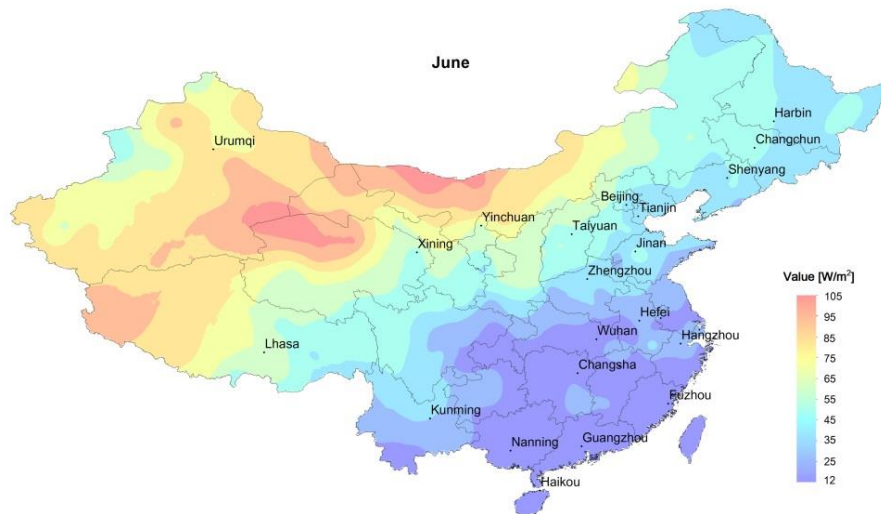 June
Harbin
Urumqi
Changchun
Shenyang
Beijing
Tianjin
Yinchuan
Taiyuan
Xining
Jinan
Zhengzhou
Value [W/m²]
105
95
85
75
65
55
45
35
25
12
Hefei
Wuhan
Hangzhou
Lhasa
Changsha
Fuzhou
Kunming
Nanning
Guangzhou
Haikou